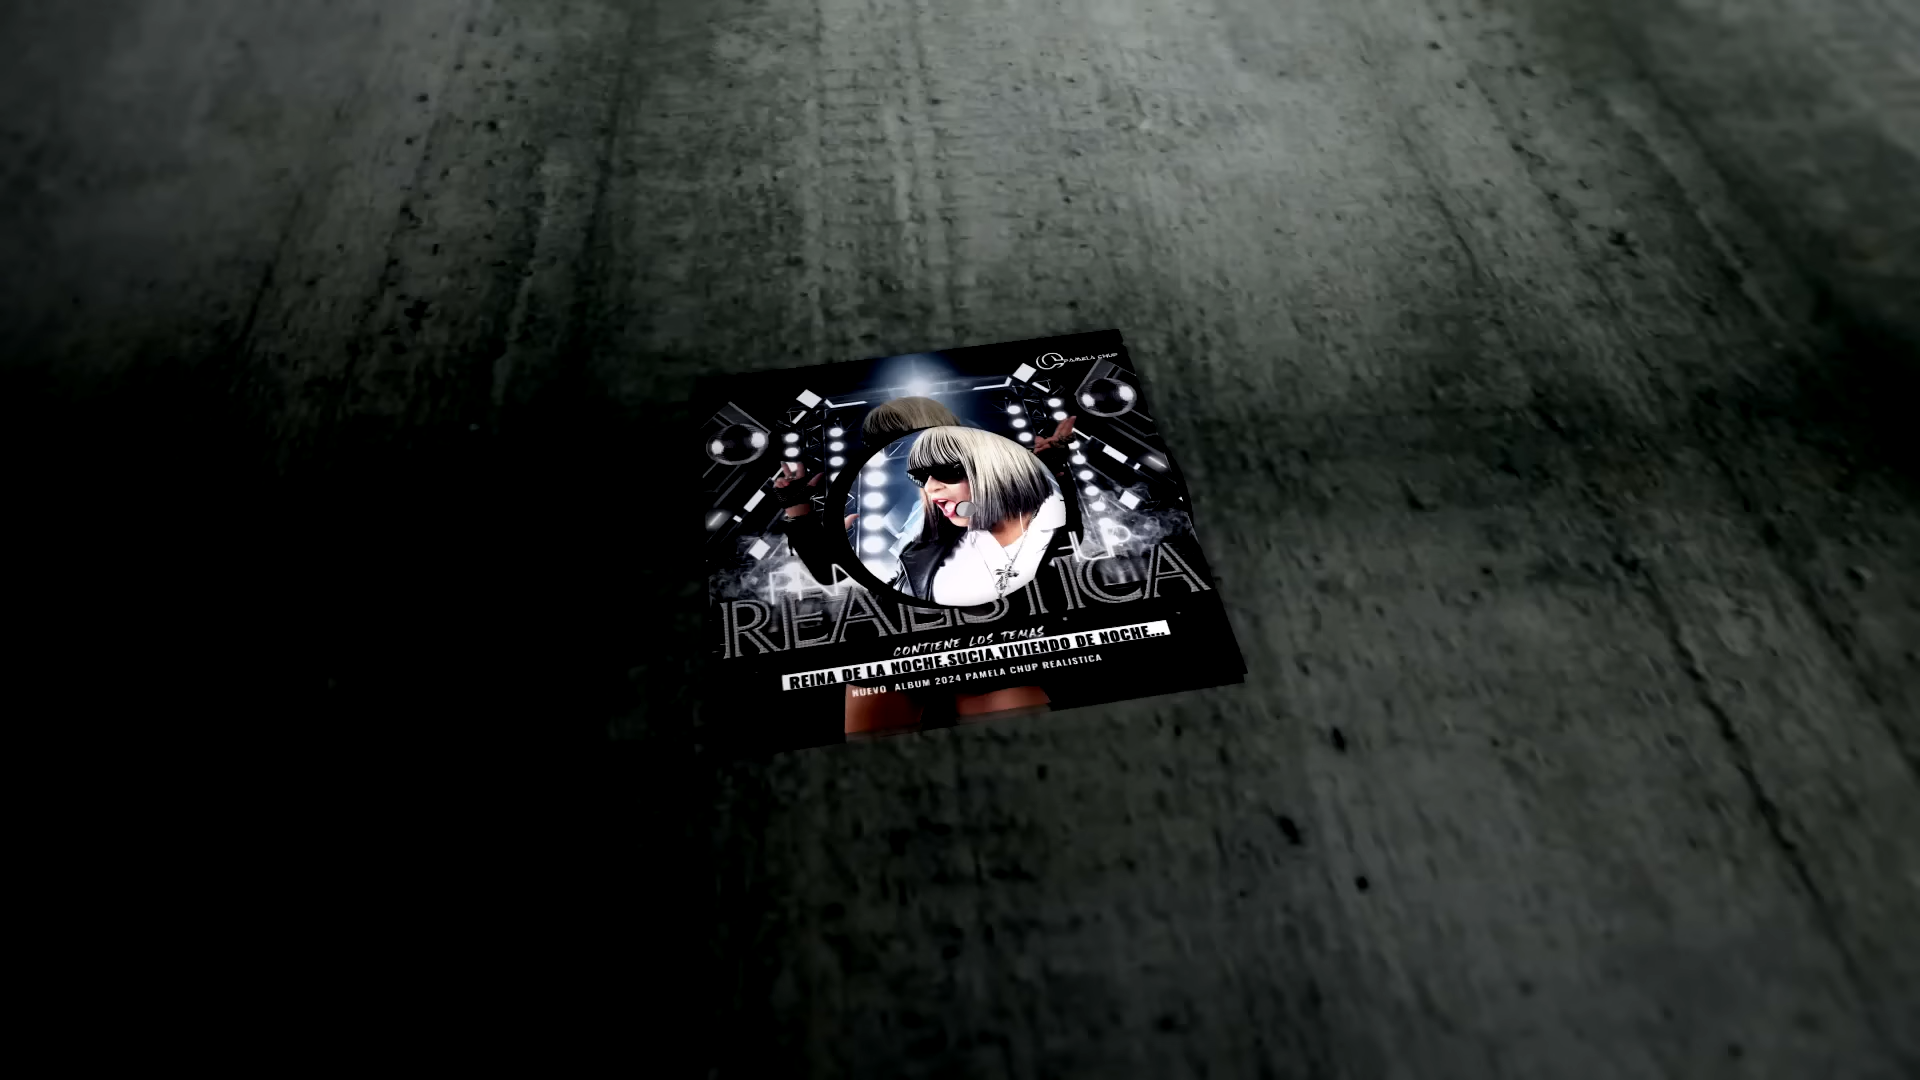 PAMELA CHUP
REALISTICA
CONTIENE LOS TEMAS
REINA DE LA NOCHE,SUCIA,VIVIENDO DE NOCHE...
NUEVO ALBUM 2024 PAMELA CHUP REALISTICA